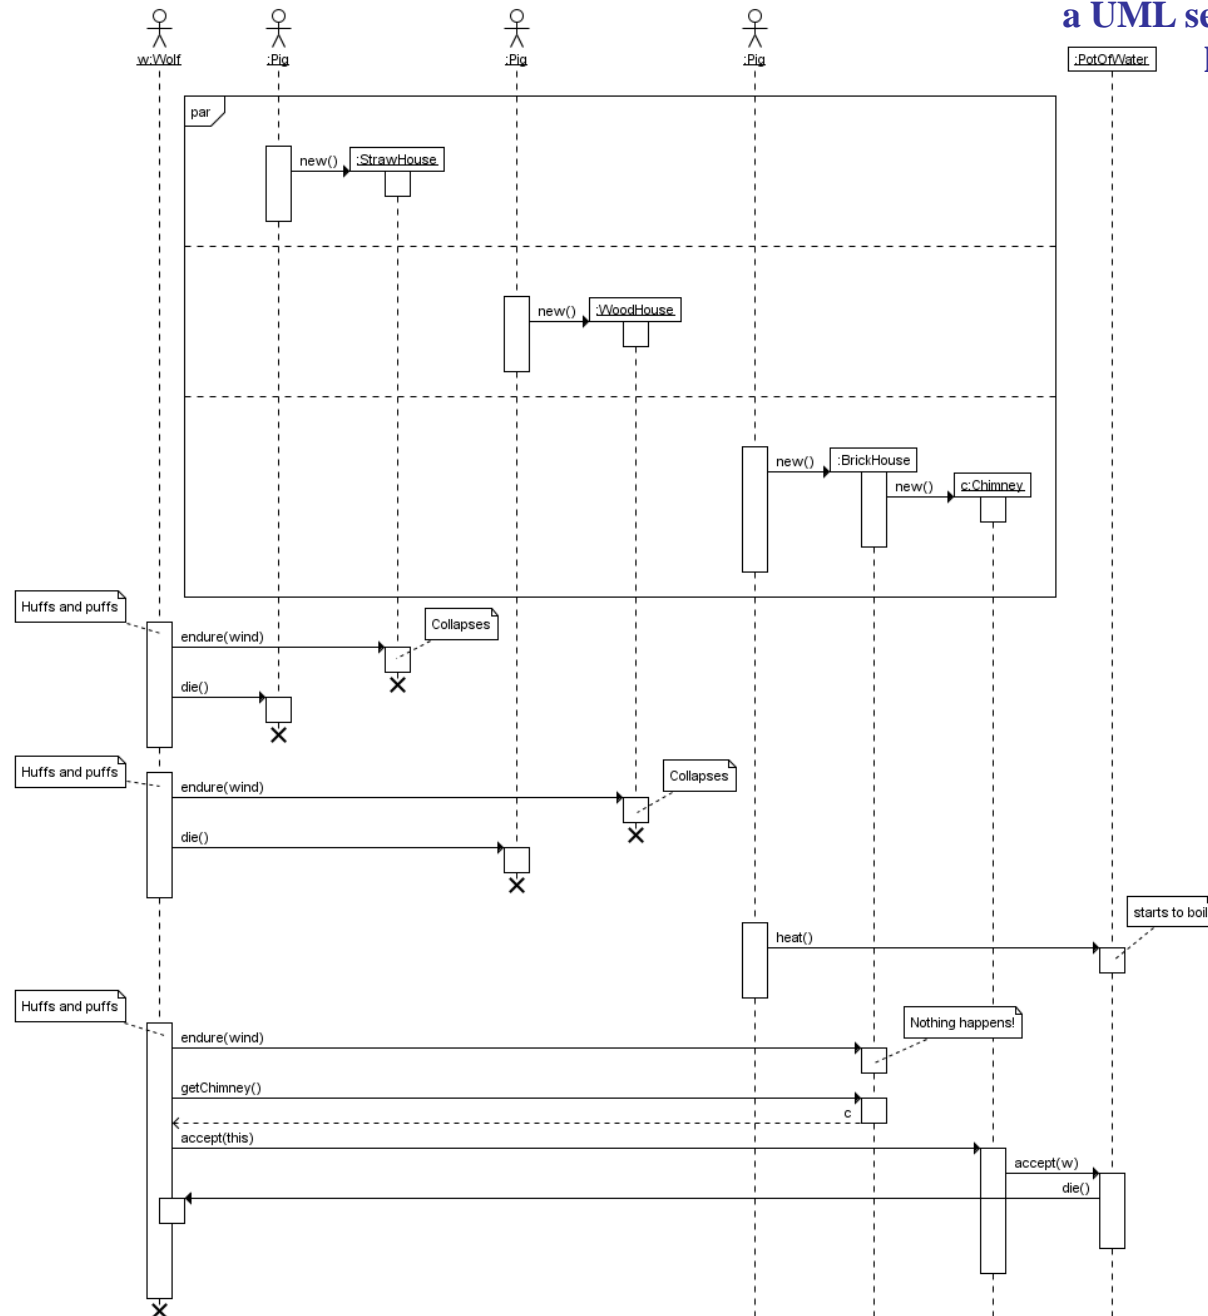 a UML se
w:Wolf
:Pig
:Pig
:Pig
:PotOfWater
par
new()
:StrawHouse
new()
:WoodHouse
new()
:BrickHouse
new()
c:Chimney
Huffs and puffs
Collapses
endure(wind)
die()
Huffs and puffs
Collapses
endure(wind)
die()
starts to boil
heat()
Huffs and puffs
Nothing happens!
endure(wind)
getChimney()
c
accept(this)
accept(w)
die()